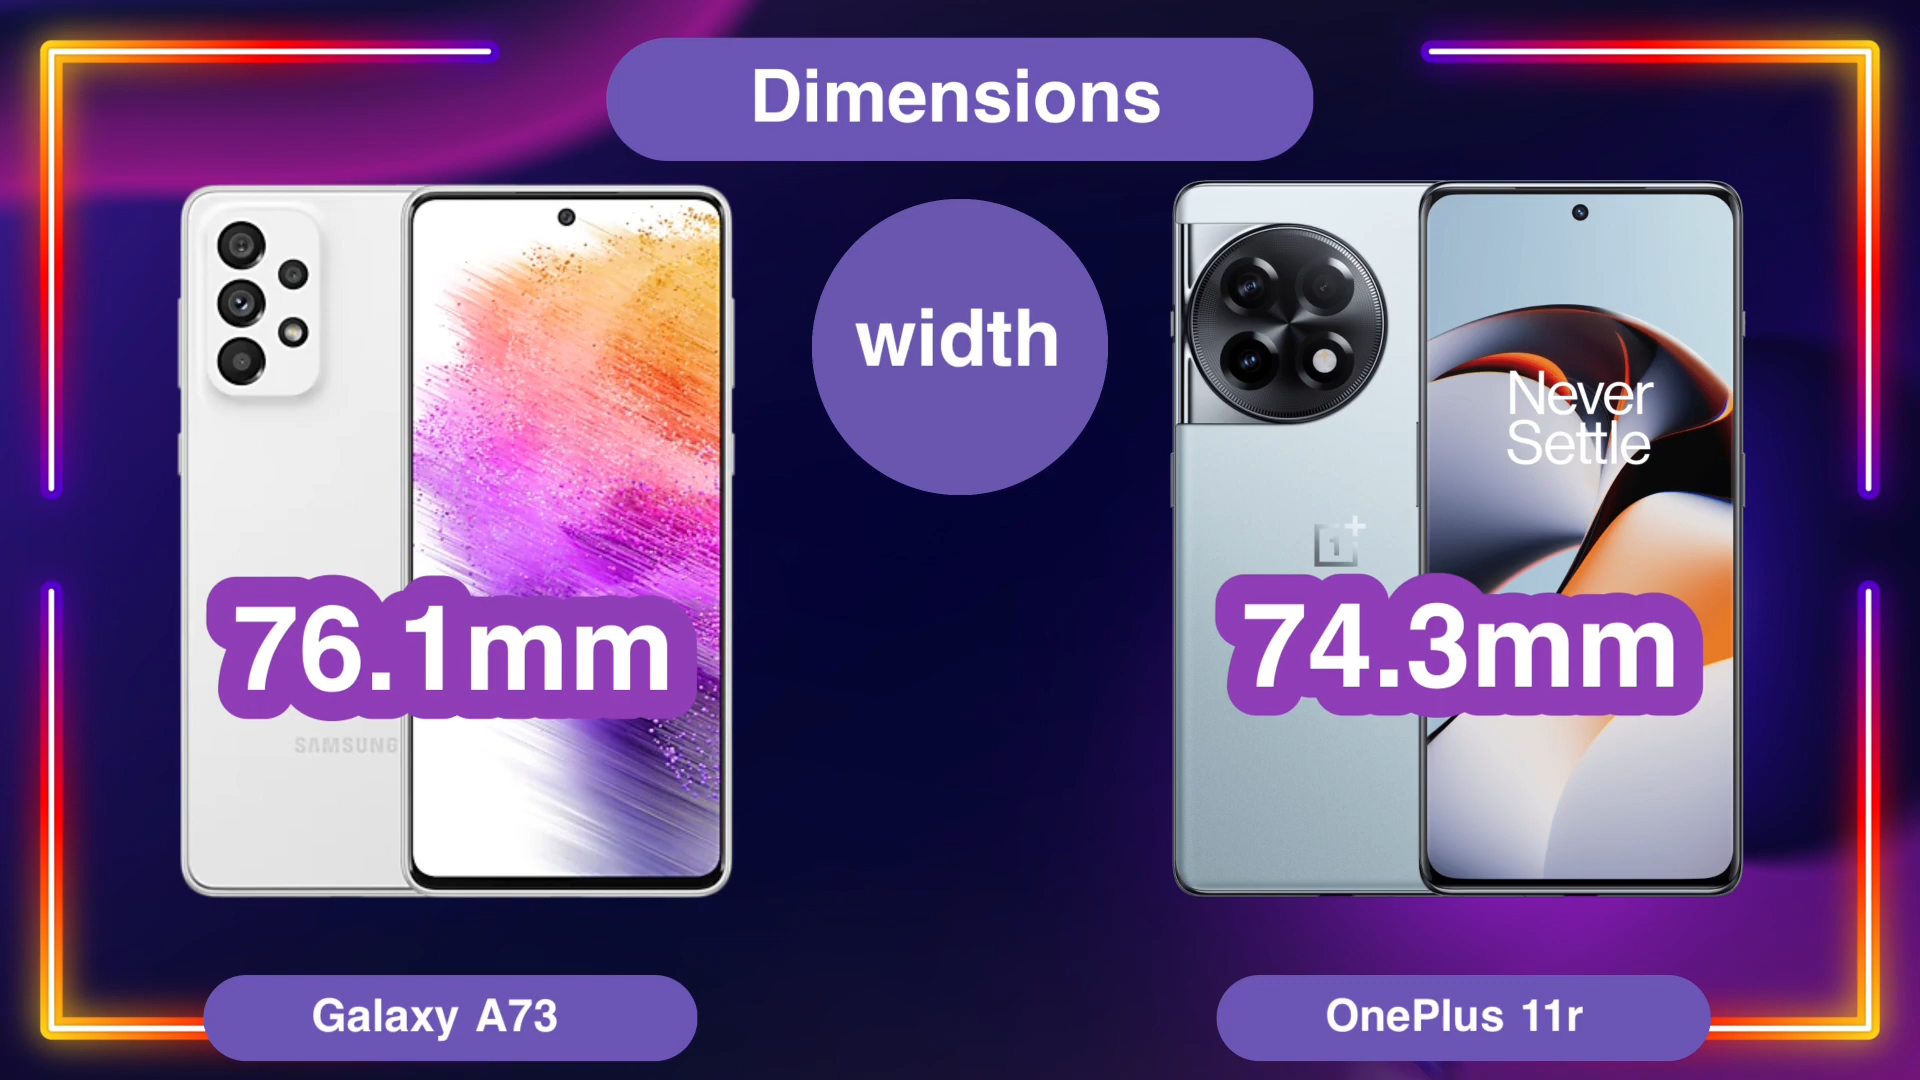 Dimensions
width
Never
Settle
76.1mm
74.3mm
SAMSUNG
Galaxy A73
OnePlus 11r